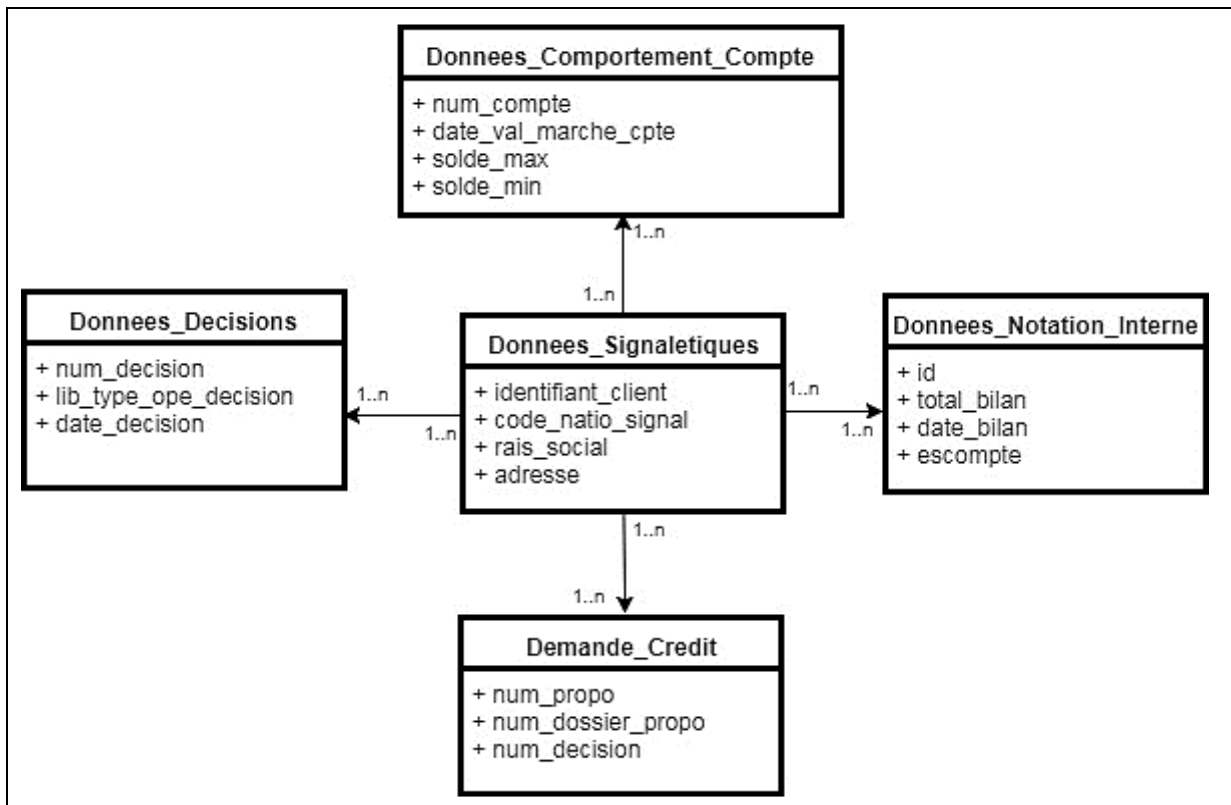 Donnees_Comportement_Compte
+ num_compte
+ date_val_marche_cpte
+ solde_max
+ solde_min
1..n
1..n
Donnees_Decisions
+ num_decision
+ lib_type_ope_decision
+ date_decision
1..n
1..n
Donnees_Signaletiques
+ identifiant_client
+ code_natio_signal
+ rais_social
+ adresse
1..n
1..n
Donnees_Notation_Interne
+ id
+ total_bilan
+ date_bilan
+ escompte
1..n
1..n
Demande_Credit
+ num_propo
+ num_dossier_propo
+ num_decision